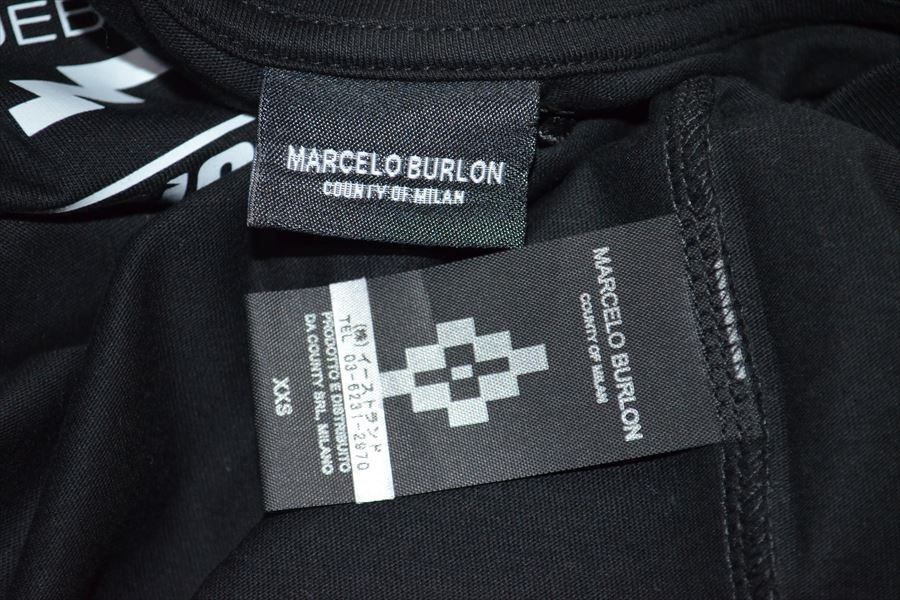 UEB
MARCELO BURLON
COUNTY OF MILAN
MARCELO BURLON
COUNTY OF MILAN
(株)イーストランド
TEL 03-6231-2970
PRODOTTO E DISTRIBUITO
DA COUNTY SRL, MILANO
XXS